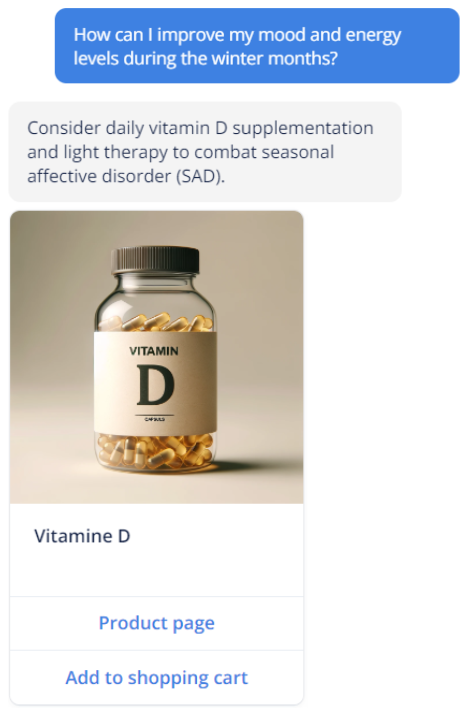 How can I improve my mood and energy
levels during the winter months?
Consider daily vitamin D supplementation
and light therapy to combat seasonal
affective disorder (SAD).
VITAMIN
D
Vitamine D
Product page
Add to shopping cart